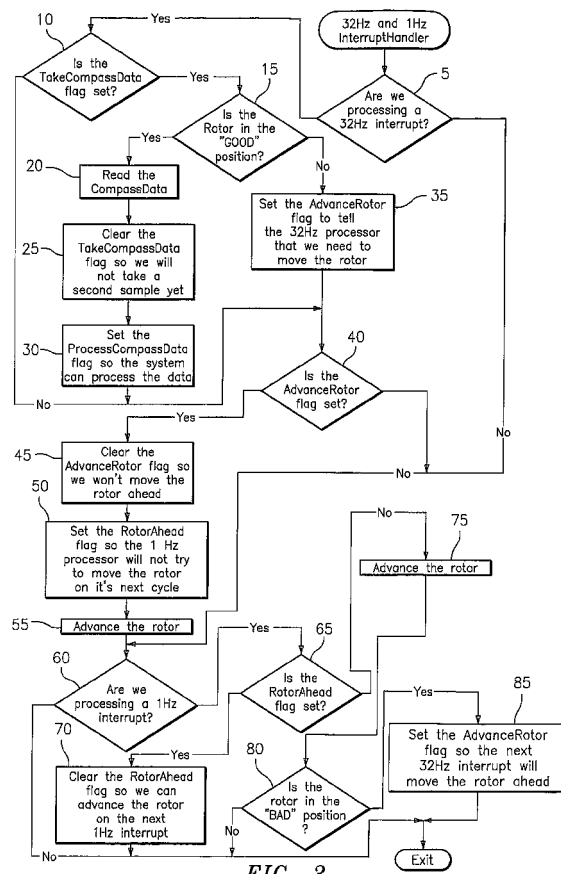 10
Is the
TakeCompassData
flag set?
Yes
Yes
32Hz and 1Hz
InterruptHandler
5
Are we
processing a
32Hz interrupt?
15
Is the
Rotor in the
"GOOD"
position?
Yes
No
20
Read the
CompassData
25
Clear the
TakeCompassData
flag so we will
not take a
second sample yet
30
Set the
ProcessCompassData
flag so the system
can process the data
No
35
Set the AdvanceRotor
flag to tell
the 32Hz processor
that we need to
move the rotor
40
Is the
AdvanceRotor
flag set?
Yes
No
No
45
Clear the
AdvanceRotor flag so
we won't move the
rotor ahead
50
Set the RotorAhead
flag so the 1 Hz
processor will not try
to move the rotor
on it's next cycle
55
Advance the rotor
60
Are we
processing a 1Hz
interrupt?
Yes
No
65
Is the
RotorAhead
flag set?
Yes
No
75
Advance the rotor
70
Clear the RotorAhead
flag so we can
advance the rotor
on the next
1Hz interrupt
80
Is the
rotor in the
"BAD" position
?
No
Yes
85
Set the AdvanceRotor
flag so the next
32Hz interrupt will
move the rotor ahead
Exit